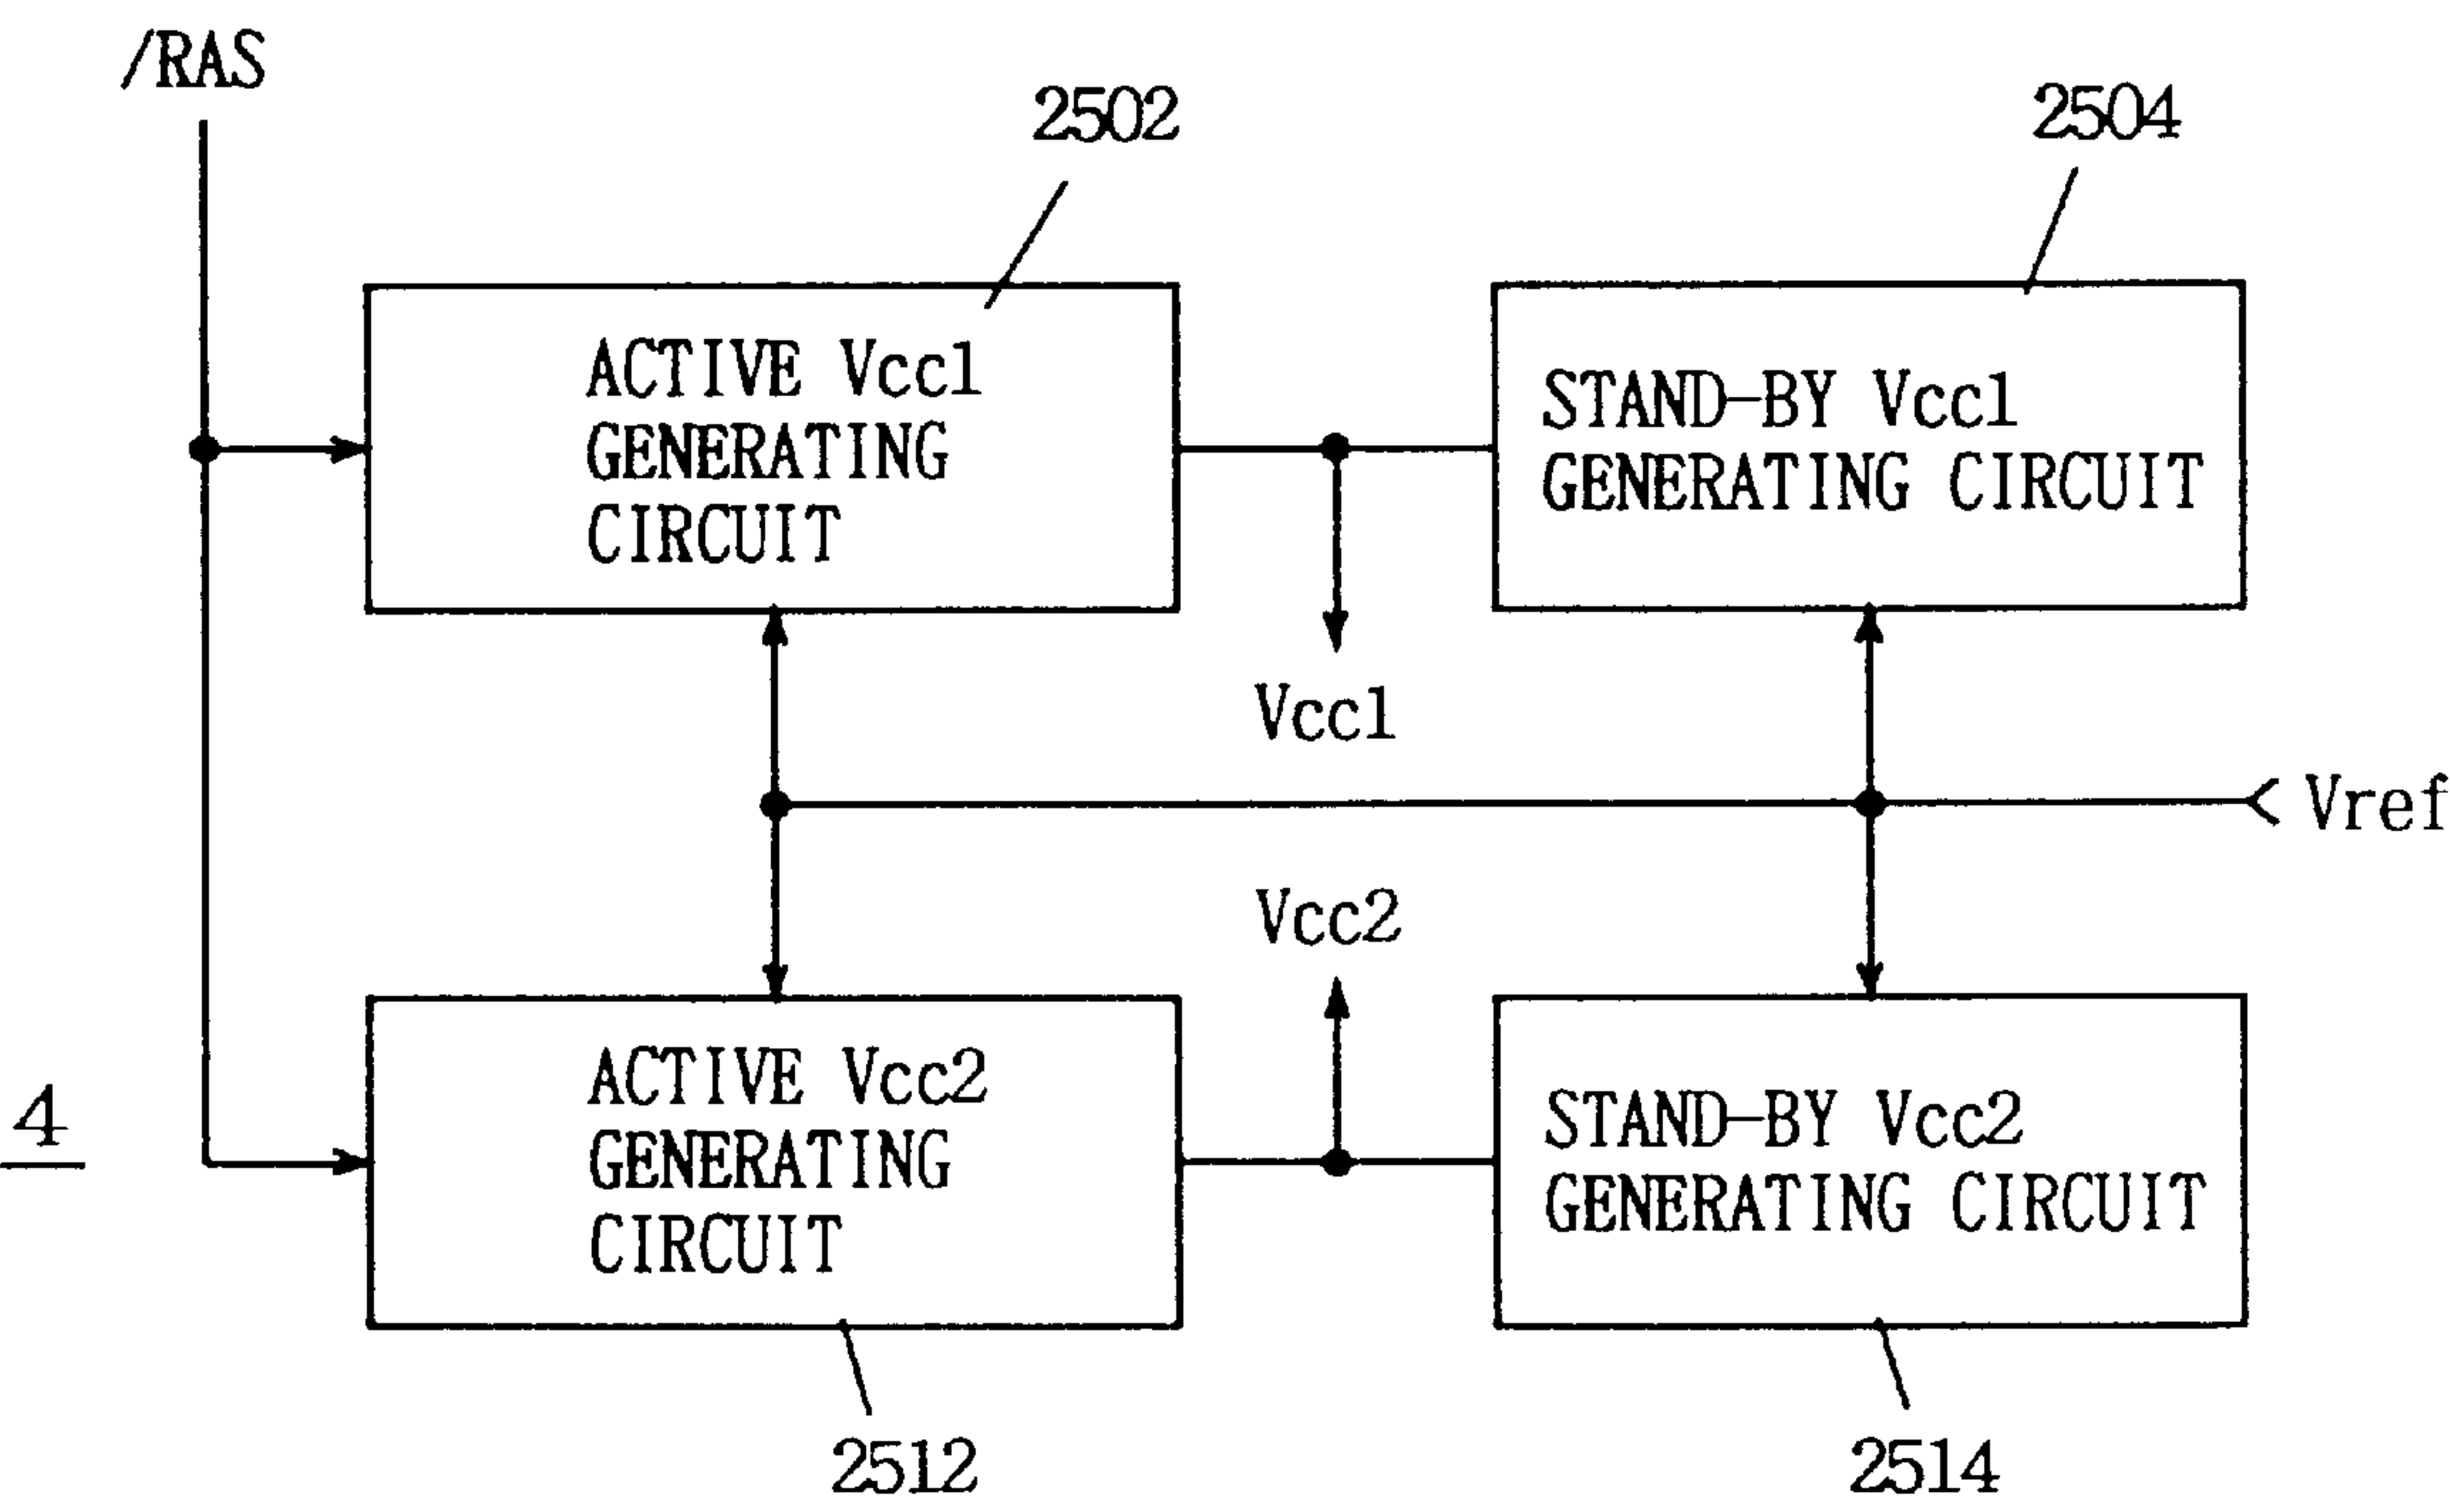 /RAS
2502
2504
ACTIVE Vcc1
GENERATING
CIRCUIT
STAND-BY Vcc1
GENERATING CIRCUIT
Vcc1
Vref
Vcc2
ACTIVE Vcc2
GENERATING
CIRCUIT
STAND-BY Vcc2
GENERATING CIRCUIT
4
2512
2514